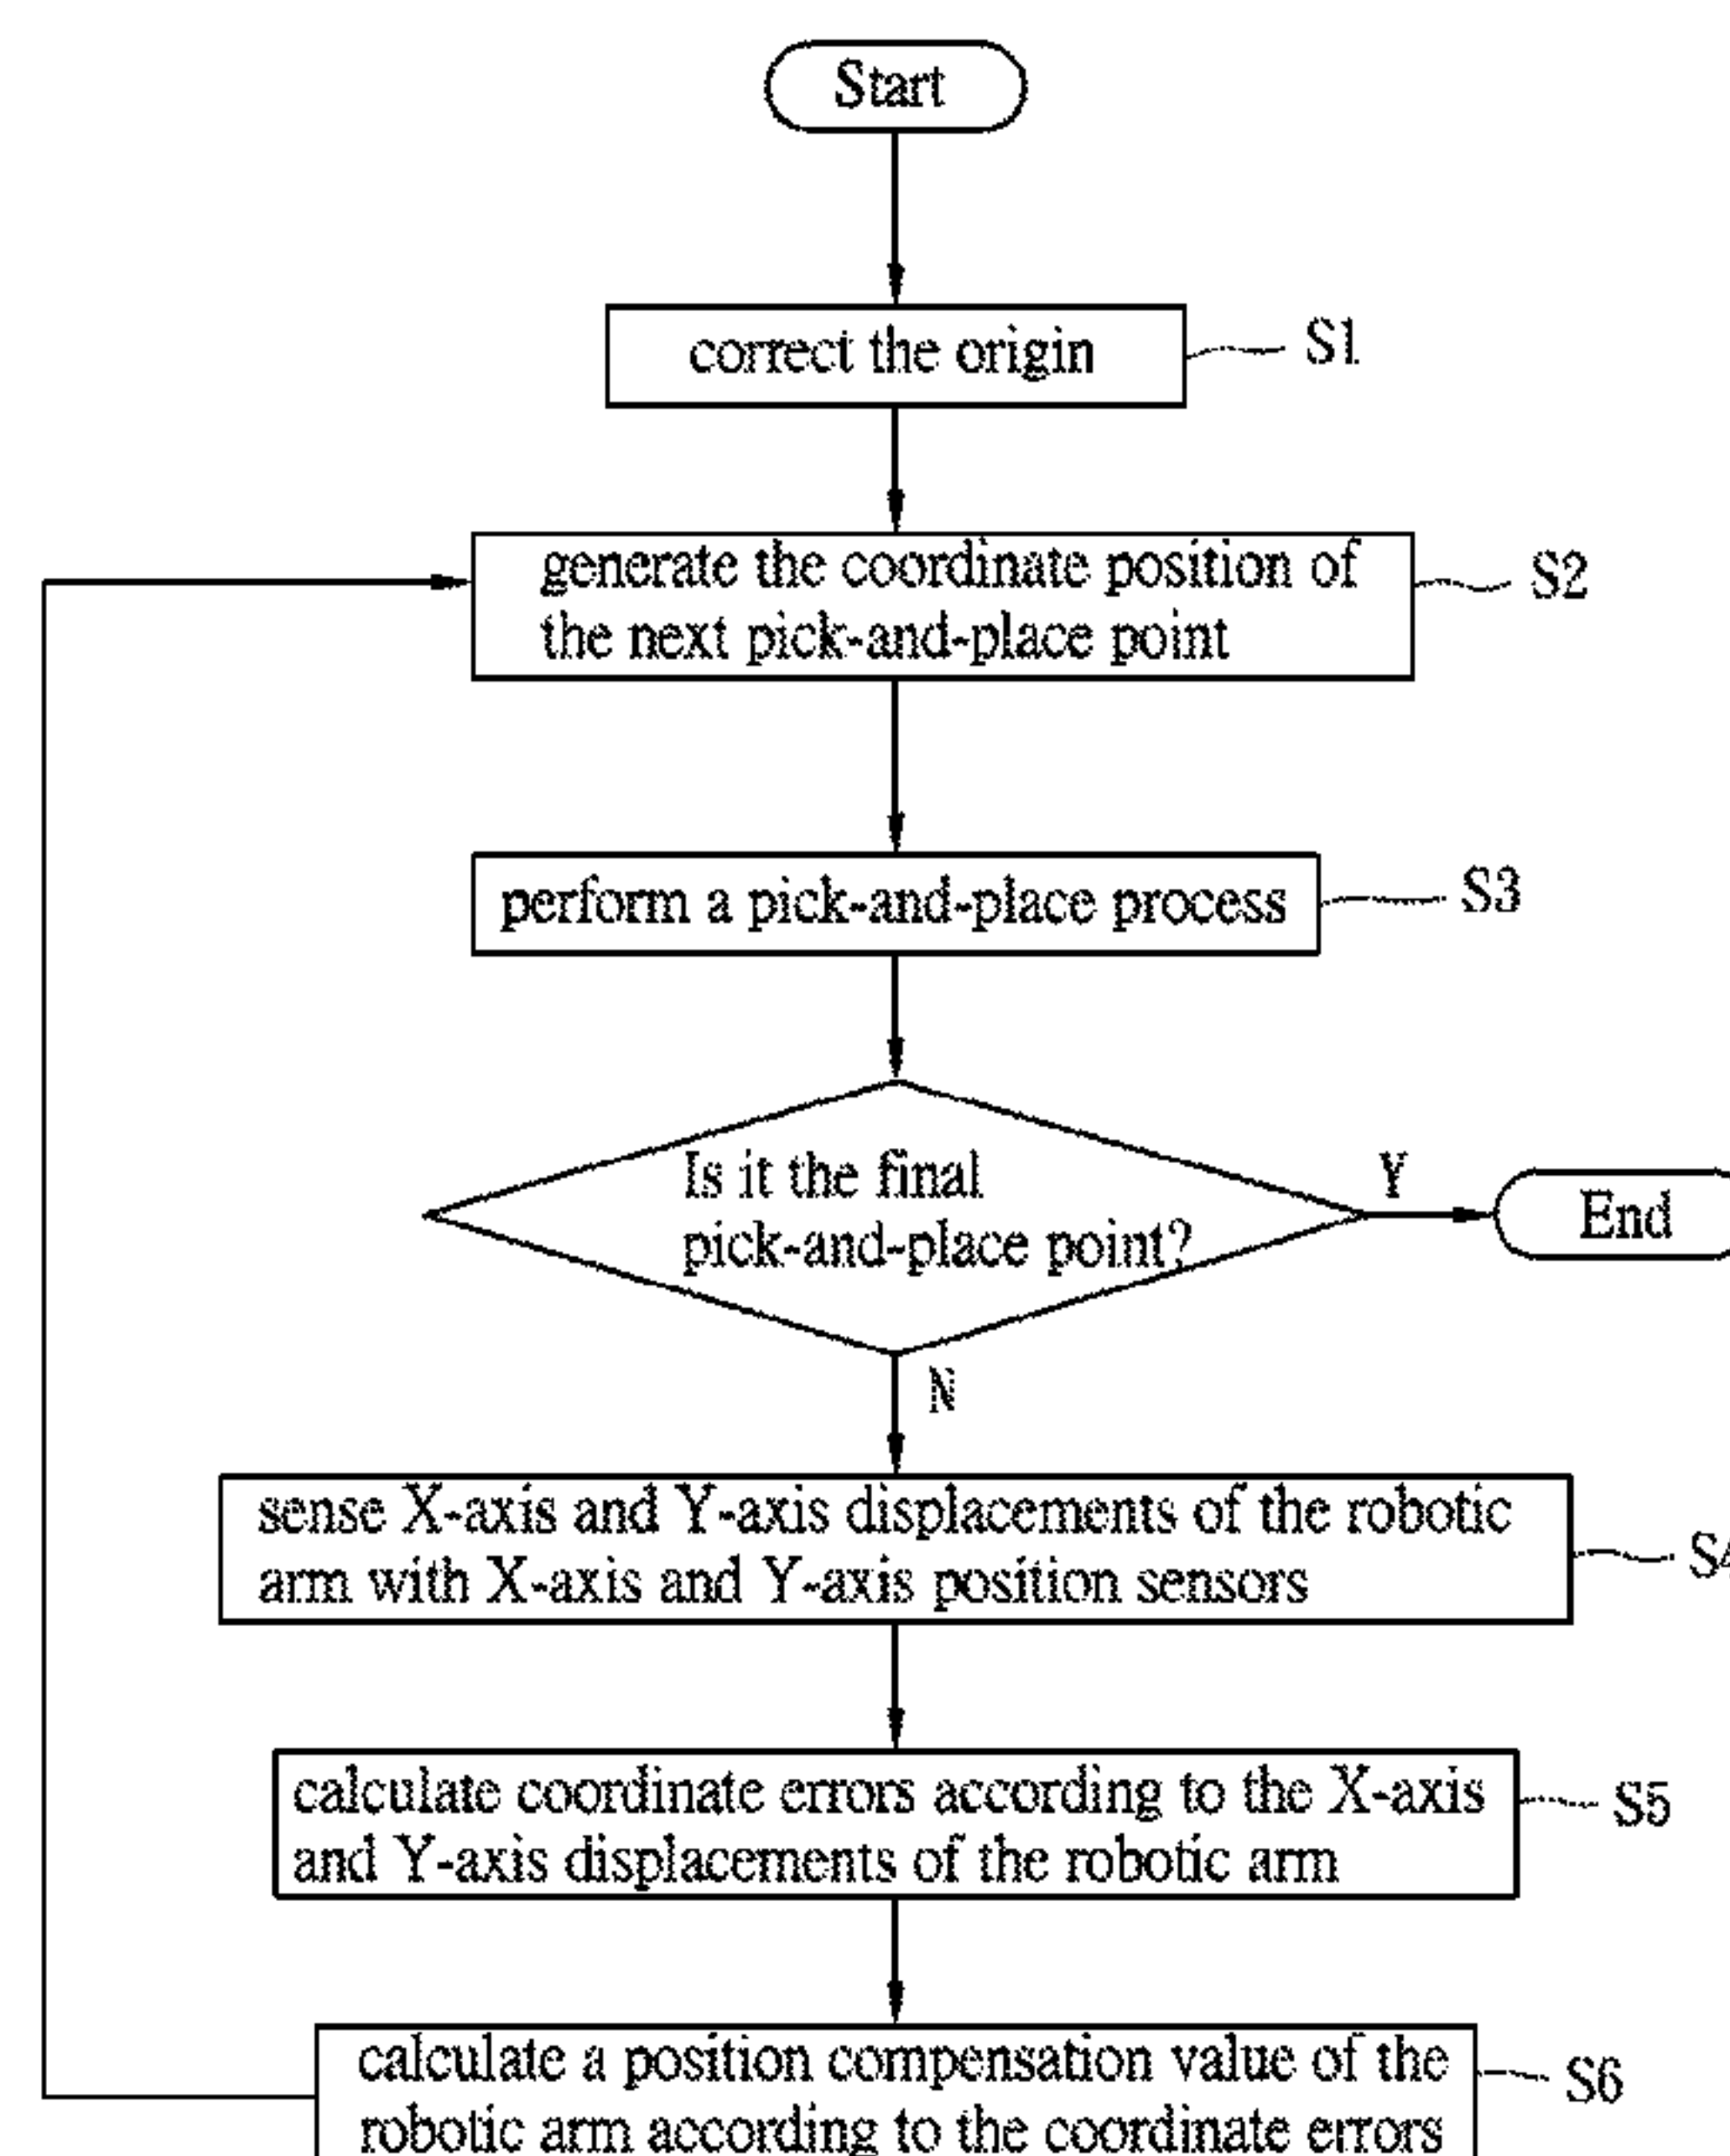 Start
correct the origin
S1
generate the coordinate position of
the next pick-and-place point
S2
perform a pick-and-place process
S3
Is it the final
pick-and-place point?
Y
End
N
sense X-axis and Y-axis displacements of the robotic
arm with X-axis and Y-axis position sensors
S4
calculate coordinate errors according to the X-axis
and Y-axis displacements of the robotic arm
S5
calculate a position compensation value of the
robotic arm according to the coordinate errors
S6